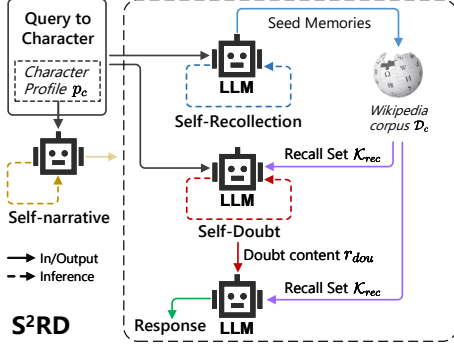 Query to
Character
Character
Profile p_c
Self-narrative
In/Output
Inference
S²RD
Seed Memories
LLM
Self-Recollection
Wikipedia
corpus 𝒟_c
Recall Set 𝒦_rec
LLM
Self-Doubt
Doubt content r_dou
Recall Set 𝒦_rec
LLM
Response